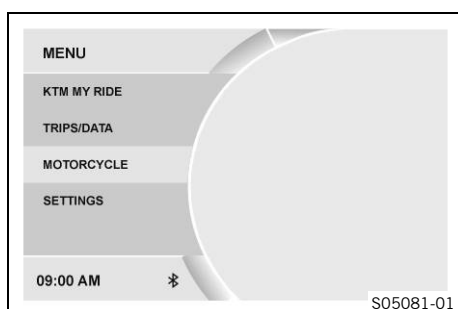 MENU
KTM MY RIDE
TRIPS/DATA
MOTORCYCLE
SETTINGS
09:00 AM
S05081-01